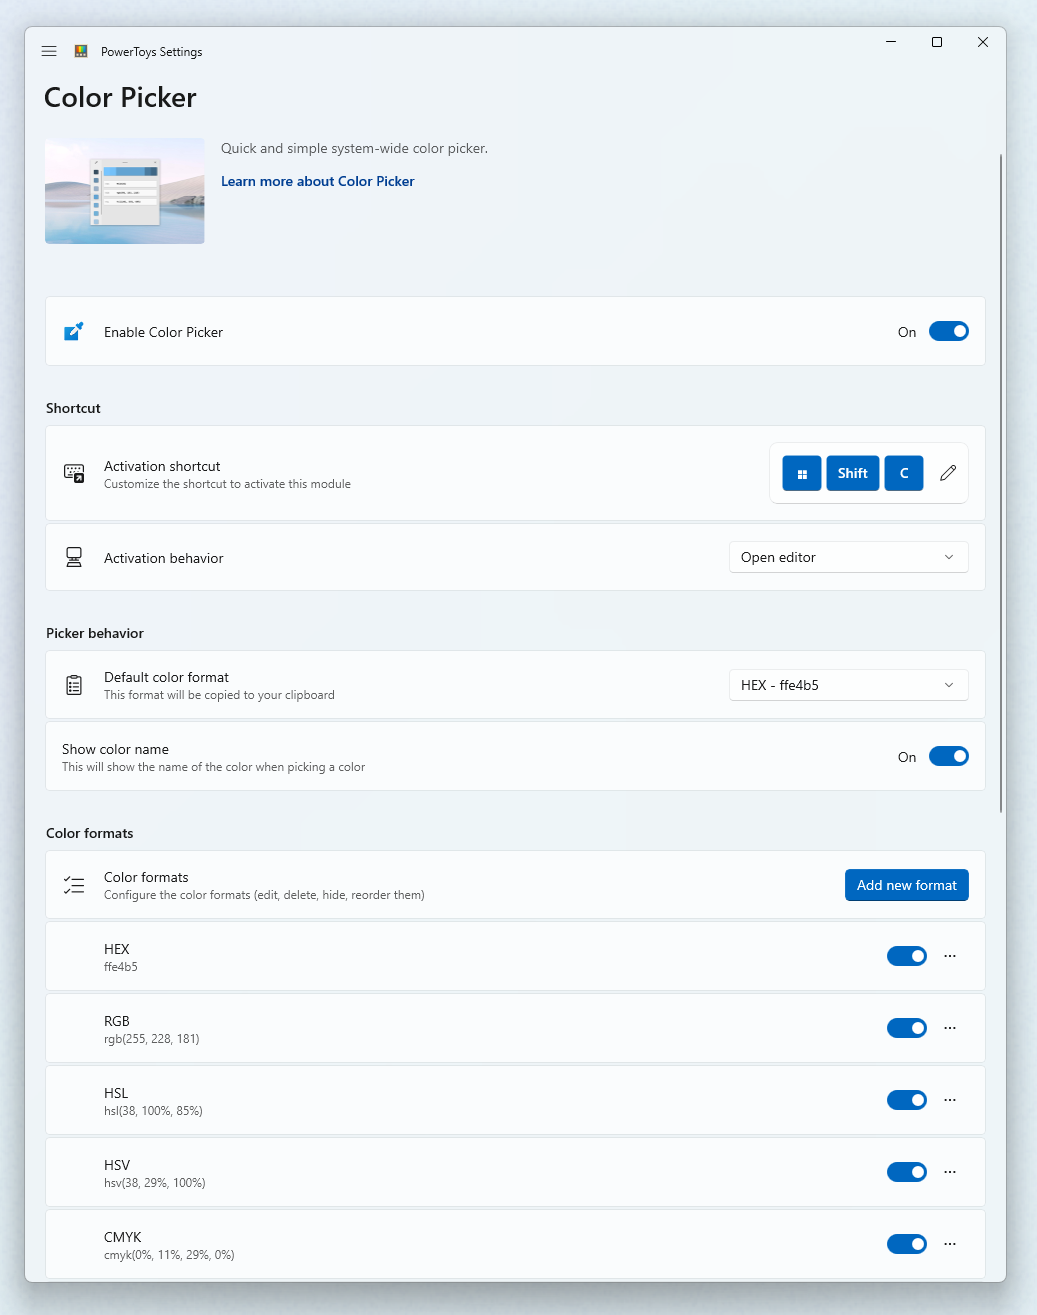 PowerToys Settings
Color Picker
Quick and simple system-wide color picker.
Learn more about Color Picker
Enable Color Picker
On
Shortcut
Activation shortcut
Customize the shortcut to activate this module
Shift
C
Activation behavior
Open editor
Picker behavior
Default color format
This format will be copied to your clipboard
HEX - ffe4b5
Show color name
This will show the name of the color when picking a color
On
Color formats
Color formats
Configure the color formats (edit, delete, hide, reorder them)
Add new format
HEX
ffe4b5
RGB
rgb(255, 228, 181)
HSL
hsl(38, 100%, 85%)
HSV
hsv(38, 29%, 100%)
CMYK
cmyk(0%, 11%, 29%, 0%)